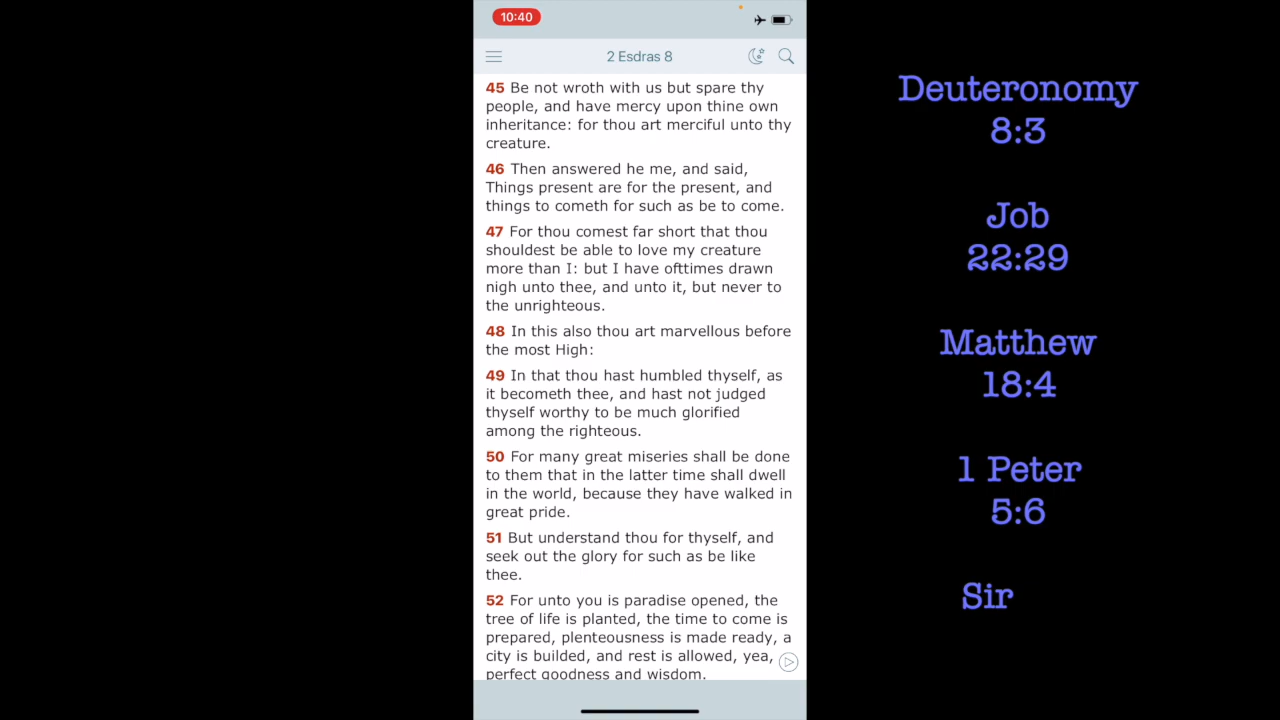 10:40
2 Esdras 8
45 Be not wroth with us but spare thy
people, and have mercy upon thine own
inheritance: for thou art merciful unto thy
creature.
46 Then answered he me, and said,
Things present are for the present, and
things to cometh for such as be to come.
47 For thou comest far short that thou
shouldest be able to love my creature
more than I: but I have ofttimes drawn
nigh unto thee, and unto it, but never to
the unrighteous.
48 In this also thou art marvellous before
the most High:
49 In that thou hast humbled thyself, as
it becometh thee, and hast not judged
thyself worthy to be much glorified
among the righteous.
50 For many great miseries shall be done
to them that in the latter time shall dwell
in the world, because they have walked in
great pride.
51 But understand thou for thyself, and
seek out the glory for such as be like
thee.
52 For unto you is paradise opened, the
tree of life is planted, the time to come is
prepared, plenteousness is made ready, a
city is builded, and rest is allowed, yea,
perfect goodness and wisdom.
Deuteronomy
8:3
Job
22:29
Matthew
18:4
1 Peter
5:6
Sir